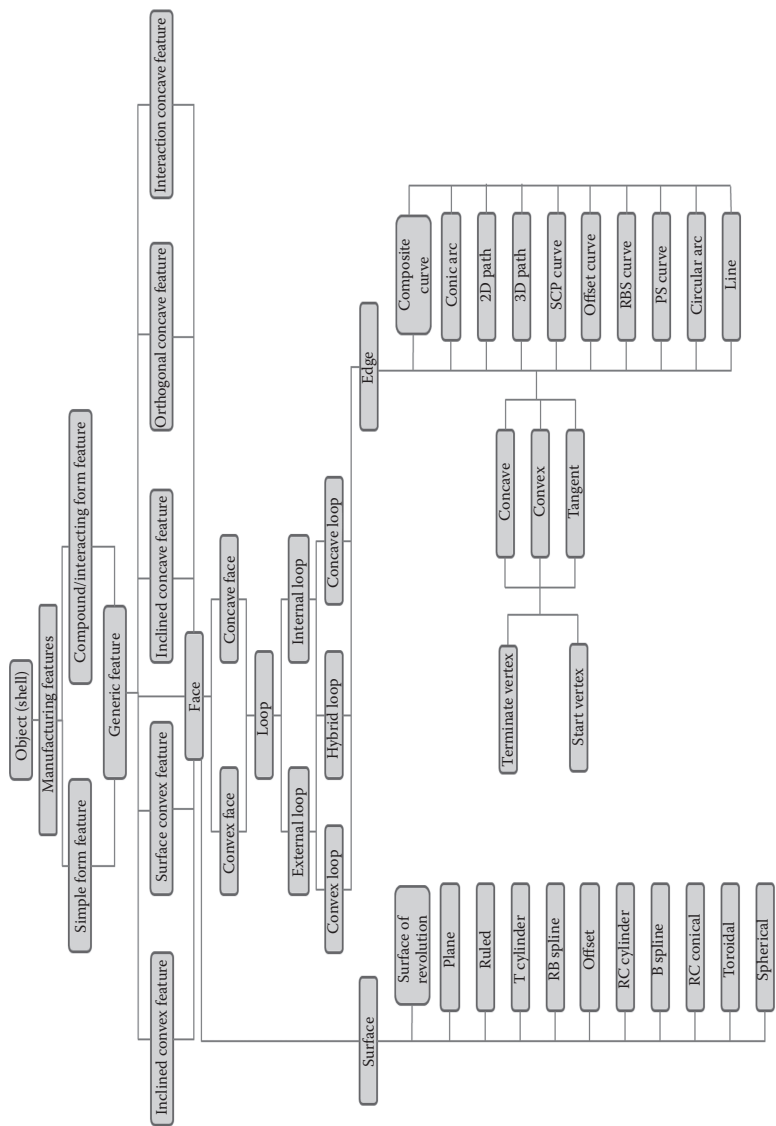 Object (shell)
Manufacturing features
Simple form feature
Compound/interacting form feature
Generic feature
Inclined convex feature
Surface convex feature
Inclined concave feature
Orthogonal concave feature
Interaction concave feature
Face
Convex face
Concave face
Loop
External loop
Internal loop
Convex loop
Hybrid loop
Concave loop
Surface
Surface of
revolution
Plane
Ruled
T cylinder
RB spline
Offset
RC cylinder
B spline
RC conical
Toroidal
Spherical
Edge
Composite
curve
Conic arc
2D path
3D path
SCP curve
Offset curve
RBS curve
PS curve
Circular arc
Line
Concave
Convex
Tangent
Terminate vertex
Start vertex